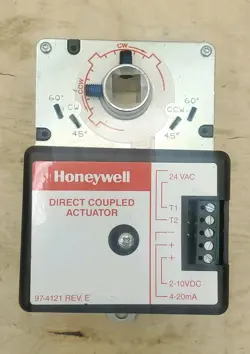 CW
CCW
60°
CW
45°
60°
CCW
45°
Honeywell
24 VAC
DIRECT COUPLED
ACTUATOR
T1
T2
+
+
2-10VDC
97-4121 REV. E
4-20mA